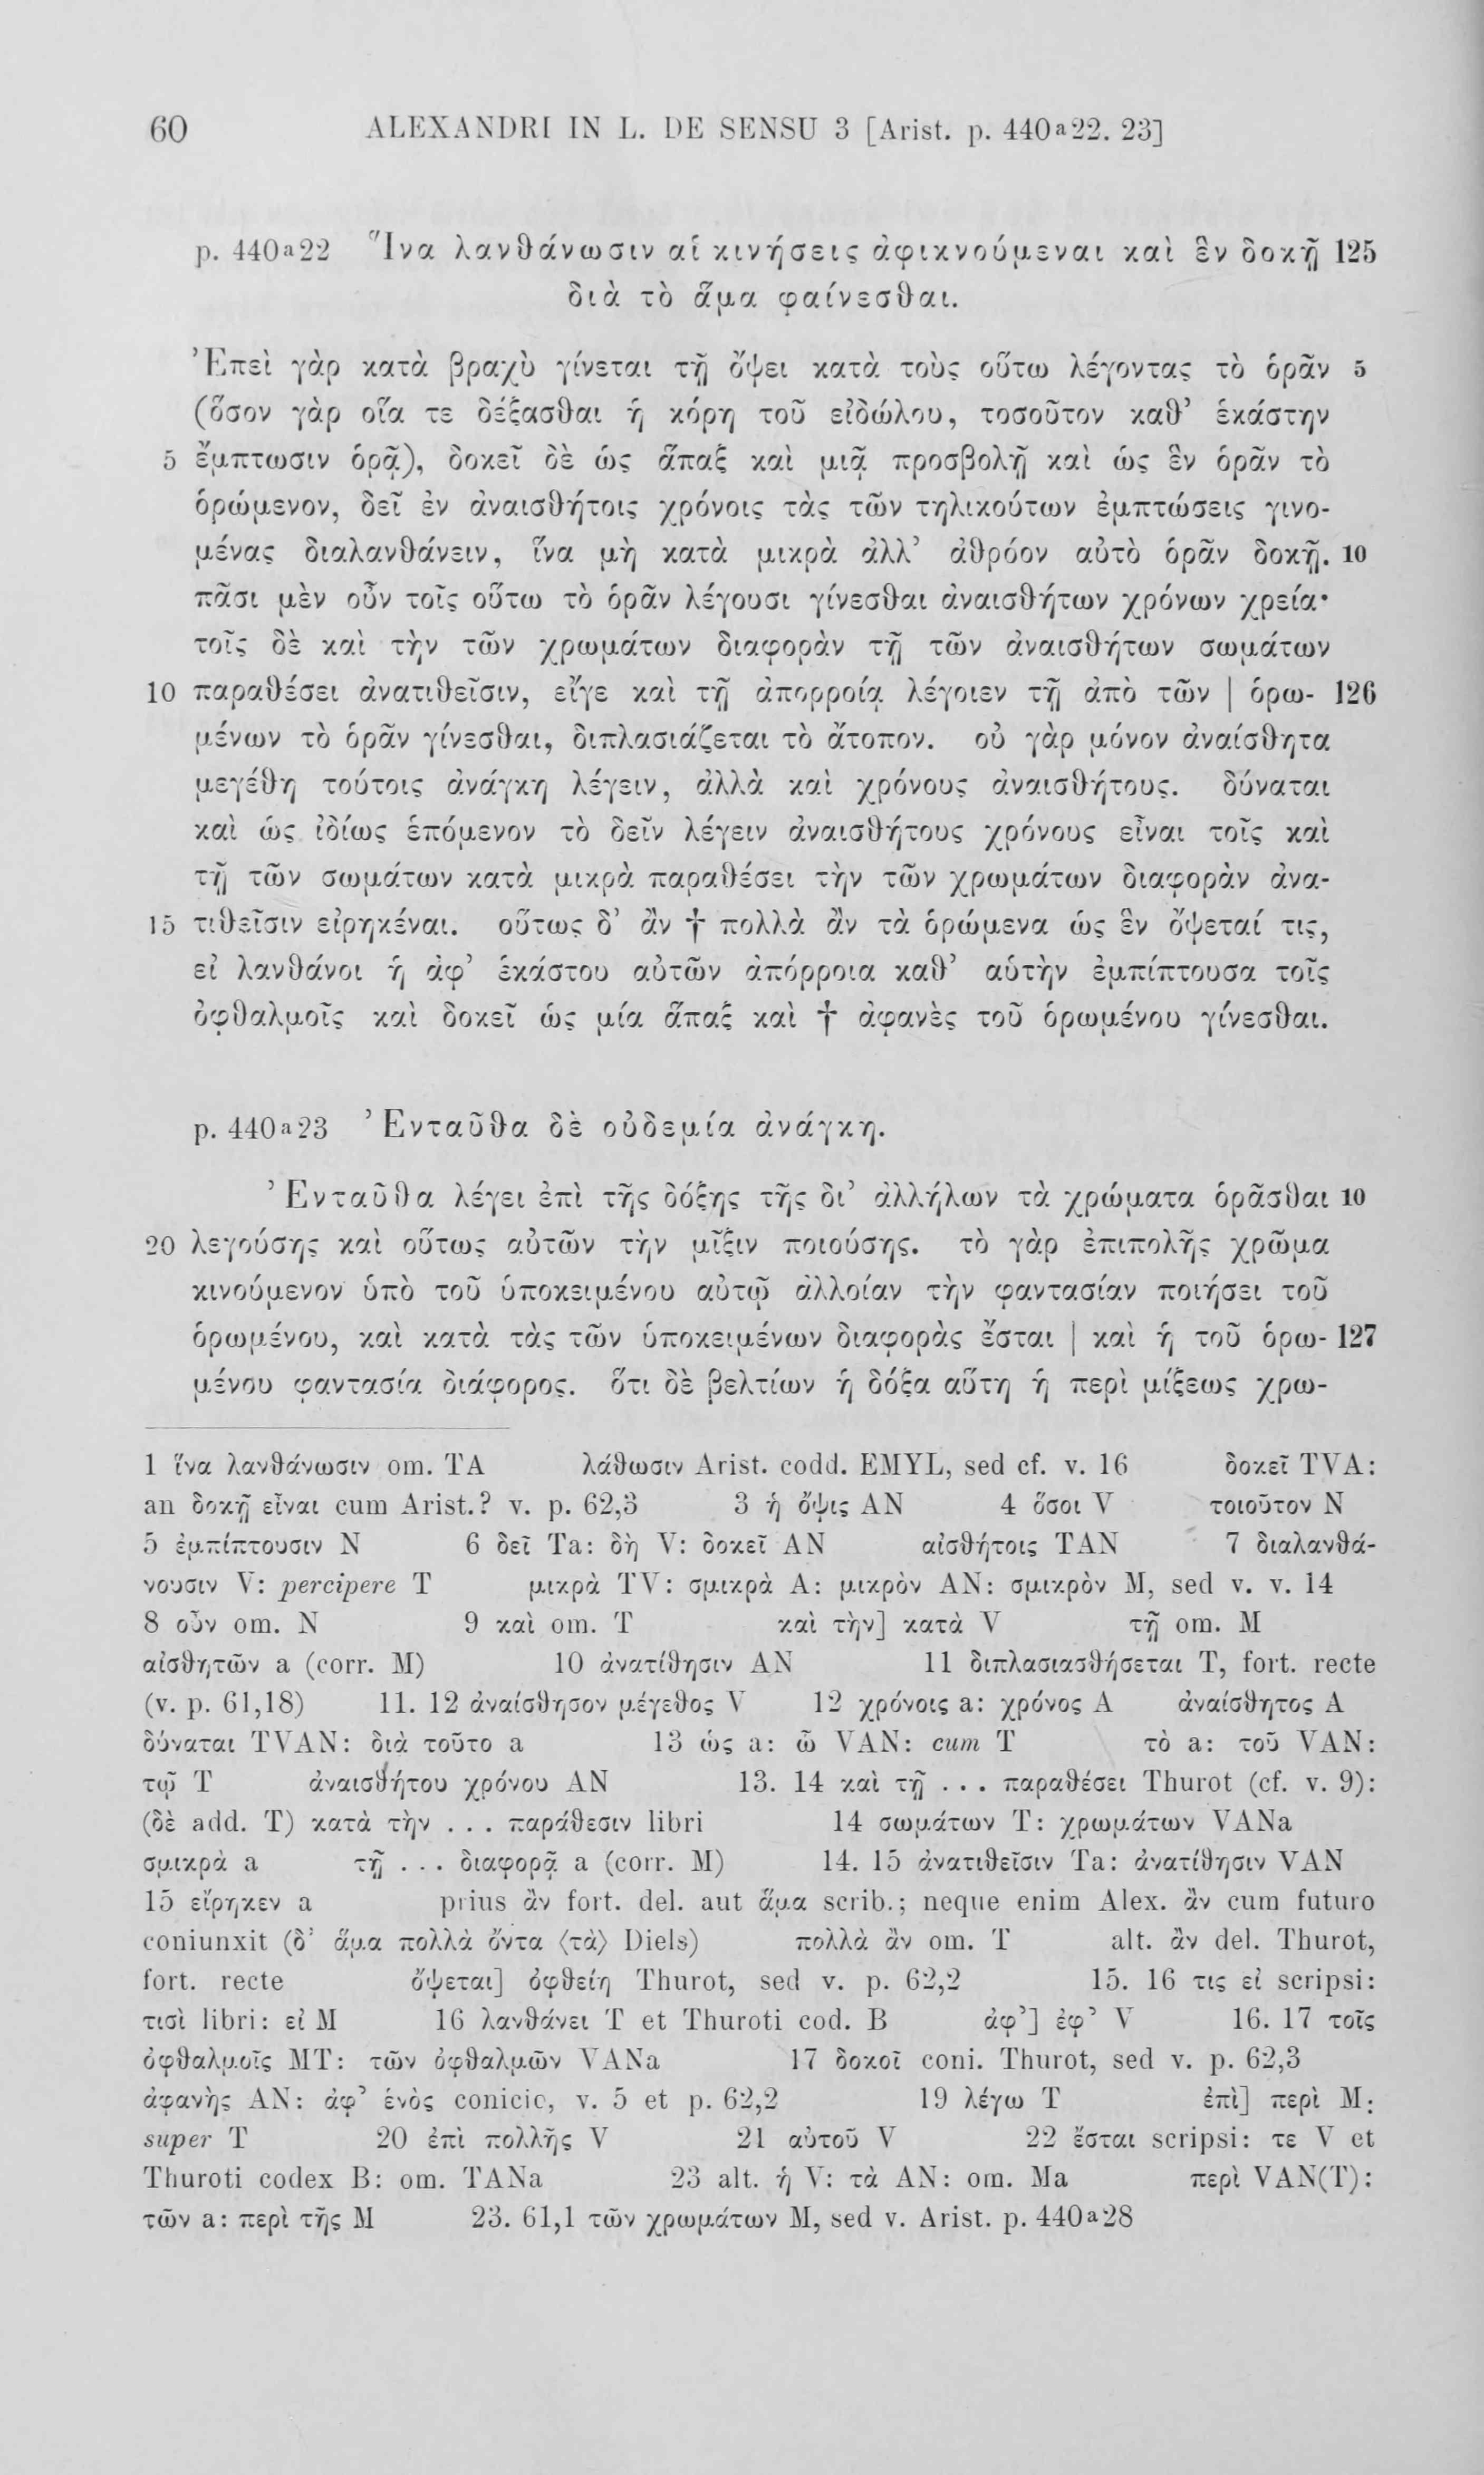 60 ALEXANDRI IN L. DE SENSU 3 [Arist. p. 440a22. 23]
p. 440a22 Ἵνα λανθάνωσιν αἱ κινήσεις ἀφικνούμεναι καὶ ἓν δοκῇ 125
διὰ τὸ ἅμα φαίνεσθαι.
Ἐπεὶ γὰρ κατὰ βραχὺ γίνεται τῇ ὄψει κατὰ τοὺς οὕτω λέγοντας τὸ ὁρᾶν 5
(ὅσον γὰρ οἵα τε δέξασθαι ἡ κόρη τοῦ εἰδώλου, τοσοῦτον καθ’ ἑκάστην
5 ἔμπτωσιν ὁρᾷ), δοκεῖ δὲ ὡς ἅπαξ καὶ μιᾷ προσβολῇ καὶ ὡς ἓν ὁρᾶν τὸ
ὁρώμενον, δεῖ ἐν ἀναισθήτοις χρόνοις τὰς τῶν τηλικούτων ἐμπτώσεις γινο-
μένας διαλανθάνειν, ἵνα μὴ κατὰ μικρὰ ἀλλ’ ἀθρόον αὐτὸ ὁρᾶν δοκῇ. 10
πᾶσι μὲν οὖν τοῖς οὕτω τὸ ὁρᾶν λέγουσι γίνεσθαι ἀναισθήτων χρόνων χρεία·
τοῖς δὲ καὶ τὴν τῶν χρωμάτων διαφορὰν τῇ τῶν ἀναισθήτων σωμάτων
10 παραθέσει ἀνατιθεῖσιν, εἴγε καὶ τῇ ἀπορροίᾳ λέγοιεν τῇ ἀπὸ τῶν | ὁρω- 126
μένων τὸ ὁρᾶν γίνεσθαι, διπλασιάζεται τὸ ἄτοπον. οὐ γὰρ μόνον ἀναίσθητα
μεγέθη τούτοις ἀνάγκη λέγειν, ἀλλὰ καὶ χρόνους ἀναισθήτους. δύναται
καὶ ὡς ἰδίως ἑπόμενον τὸ δεῖν λέγειν ἀναισθήτους χρόνους εἶναι τοῖς καὶ
τῇ τῶν σωμάτων κατὰ μικρὰ παραθέσει τὴν τῶν χρωμάτων διαφορὰν ἀνα-
15 τιθεῖσιν εἰρηκέναι. οὕτως δ’ ἂν † πολλὰ ἂν τὰ ὁρώμενα ὡς ἓν ὄψεταί τις,
εἰ λανθάνοι ἡ ἀφ’ ἑκάστου αὐτῶν ἀπόρροια καθ’ αὑτὴν ἐμπίπτουσα τοῖς
ὀφθαλμοῖς καὶ δοκεῖ ὡς μία ἅπαξ καὶ † ἀφανὲς τοῦ ὁρωμένου γίνεσθαι.
p. 440a23 Ἐνταῦθα δὲ οὐδεμία ἀνάγκη.
Ἐνταῦθα λέγει ἐπὶ τῆς δόξης τῆς δι’ ἀλλήλων τὰ χρώματα ὁρᾶσθαι 10
20 λεγούσης καὶ οὕτως αὐτῶν τὴν μῖξιν ποιούσης. τὸ γὰρ ἐπιπολῆς χρῶμα
κινούμενον ὑπὸ τοῦ ὑποκειμένου αὐτῷ ἀλλοίαν τὴν φαντασίαν ποιήσει τοῦ
ὁρωμένου, καὶ κατὰ τὰς τῶν ὑποκειμένων διαφορὰς ἔσται | καὶ ἡ τοῦ ὁρω- 127
μένου φαντασία διάφορος. ὅτι δὲ βελτίων ἡ δόξα αὕτη ἡ περὶ μίξεως χρω-
1 ἵνα λανθάνωσιν om. TA λάθωσιν Arist. codd. EMYL, sed cf. v. 16 δοκεῖ TVA:
an δοκῇ εἶναι cum Arist.? v. p. 62,3 3 ἡ ὄψις AN 4 ὅσοι V τοιοῦτον N
5 ἐμπίπτουσιν N 6 δεῖ Ta: δὴ V: δοκεῖ AN αἰσθήτοις TAN 7 διαλανθά-
νουσιν V: percipere T μικρὰ TV: σμικρὰ A: μικρὸν AN: σμικρὸν M, sed v. v. 14
8 οὖν om. N 9 καὶ om. T καὶ τὴν] κατὰ V τῇ om. M
αἰσθητῶν a (corr. M) 10 ἀνατίθησιν AN 11 διπλασιασθήσεται T, fort. recte
(v. p. 61,18) 11. 12 ἀναίσθησον μέγεθος V 12 χρόνοις a: χρόνος A ἀναίσθητος A
δύναται TVAN: διὰ τοῦτο a 13 ὡς a: ᾧ VAN: cum T τὸ a: τοῦ VAN:
τῷ T ἀναισθήτου χρόνου AN 13. 14 καὶ τῇ ... παραθέσει Thurot (cf. v. 9):
(δὲ add. T) κατὰ τὴν ... παράθεσιν libri 14 σωμάτων T: χρωμάτων VANa
σμικρὰ a τῇ ... διαφορᾷ a (corr. M) 14. 15 ἀνατιθεῖσιν Ta: ἀνατίθησιν VAN
15 εἴρηκεν a prius ἂν fort. del. aut ἅμα scrib.; neque enim Alex. ἂν cum futuro
coniunxit (δ’ ἅμα πολλὰ ὄντα ⟨τὰ⟩ Diels) πολλὰ ἂν om. T alt. ἂν del. Thurot,
fort. recte ὄψεται] ὀφθείη Thurot, sed v. p. 62,2 15. 16 τις εἰ scripsi:
τισὶ libri: εἰ M 16 λανθάνει T et Thuroti cod. B ἀφ’] ἐφ’ V 16. 17 τοῖς
ὀφθαλμοῖς MT: τῶν ὀφθαλμῶν VANa 17 δοκοῖ coni. Thurot, sed v. p. 62,3
ἀφανὴς AN: ἀφ’ ἑνὸς conicio, v. 5 et p. 62,2 19 λέγω T ἐπὶ] περὶ M:
super T 20 ἐπὶ πολλῆς V 21 αὐτοῦ V 22 ἔσται scripsi: τε V et
Thuroti codex B: om. TANa 23 alt. ἡ V: τὰ AN: om. Ma περὶ VAN(T):
τῶν a: περὶ τῆς M 23. 61,1 τῶν χρωμάτων M, sed v. Arist. p. 440a28